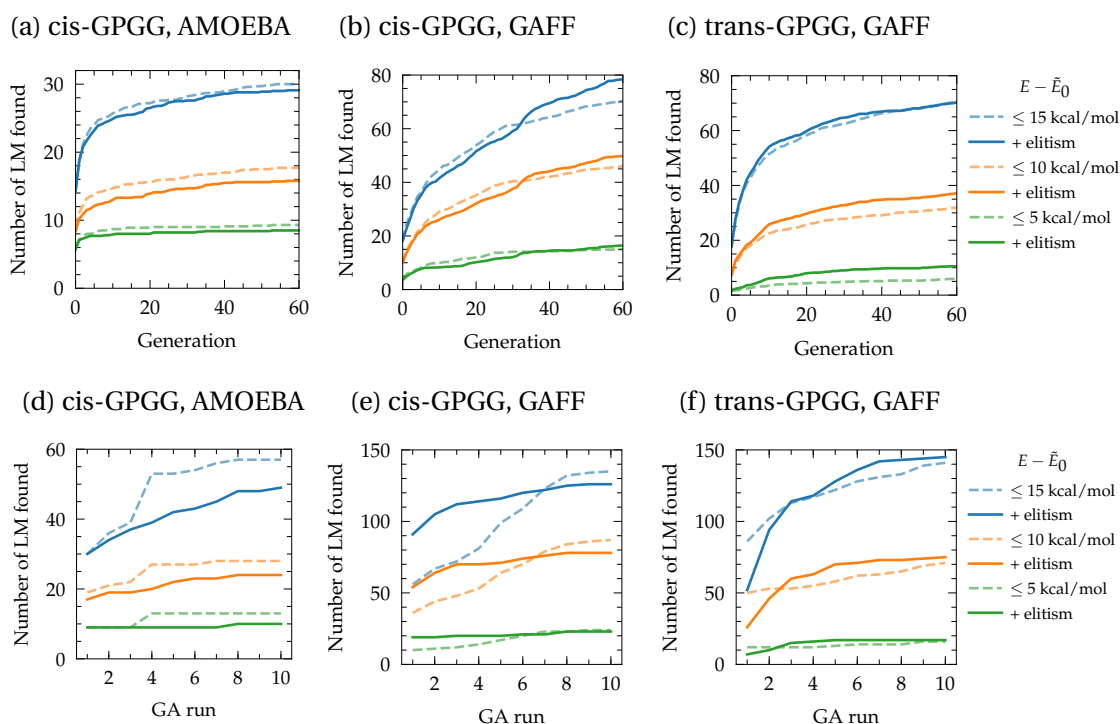 (a) cis-GPGG, AMOEBA
(b) cis-GPGG, GAFF
(c) trans-GPGG, GAFF
Number of LM found
30
20
10
0
0
20
40
60
Generation
Number of LM found
80
60
40
20
0
0
20
40
60
Generation
Number of LM found
80
60
40
20
0
0
20
40
60
Generation
E − Ẽ₀
≤ 15 kcal/mol
+ elitism
≤ 10 kcal/mol
+ elitism
≤ 5 kcal/mol
+ elitism
(d) cis-GPGG, AMOEBA
(e) cis-GPGG, GAFF
(f) trans-GPGG, GAFF
Number of LM found
60
40
20
0
2
4
6
8
10
GA run
Number of LM found
150
100
50
0
2
4
6
8
10
GA run
Number of LM found
150
100
50
0
2
4
6
8
10
GA run
E − Ẽ₀
≤ 15 kcal/mol
+ elitism
≤ 10 kcal/mol
+ elitism
≤ 5 kcal/mol
+ elitism